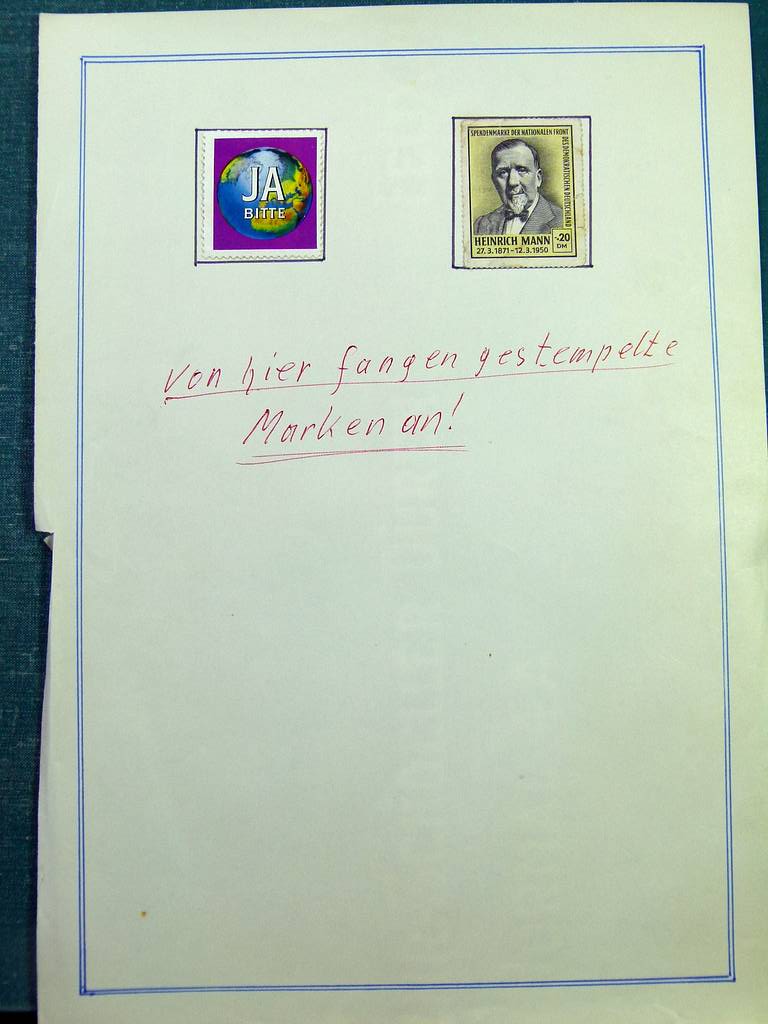 JA
BITTE
SPENDENMARKE DER NATIONALEN FRONT
DES DEMOKRATISCHEN DEUTSCHLAND
HEINRICH MANN
27.3.1871-12.3.1950
-.20
DM
Von hier fangen gestempelte
Marken an!